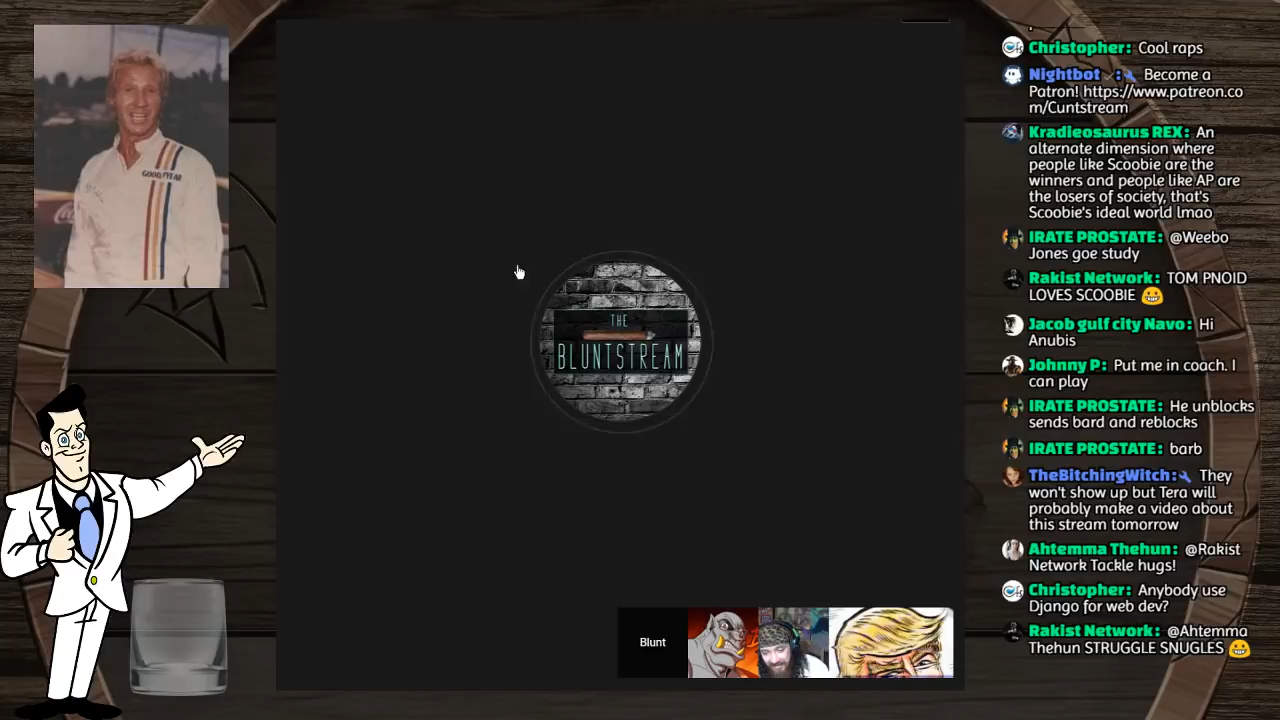 GOODYEAR
THE
BLUNTSTREAM
Blunt
Christopher: Cool raps
Nightbot: Become a
Patron! https://www.patreon.co
m/Cuntstream
Kradieosaurus REX: An
alternate dimension where
people like Scoobie are the
winners and people like AP are
the losers of society, that's
Scoobie's ideal world lmao
IRATE PROSTATE: @Weebo
Jones goe study
Rakist Network: TOM PNOID
LOVES SCOOBIE 😬
Jacob gulf city Navo: Hi
Anubis
Johnny P: Put me in coach. I
can play
IRATE PROSTATE: He unblocks
sends bard and reblocks
IRATE PROSTATE: barb
TheBitchingWitch: They
won't show up but Tera will
probably make a video about
this stream tomorrow
Ahtemma Thehun: @Rakist
Network Tackle hugs!
Christopher: Anybody use
Django for web dev?
Rakist Network: @Ahtemma
Thehun STRUGGLE SNUGLES 😬